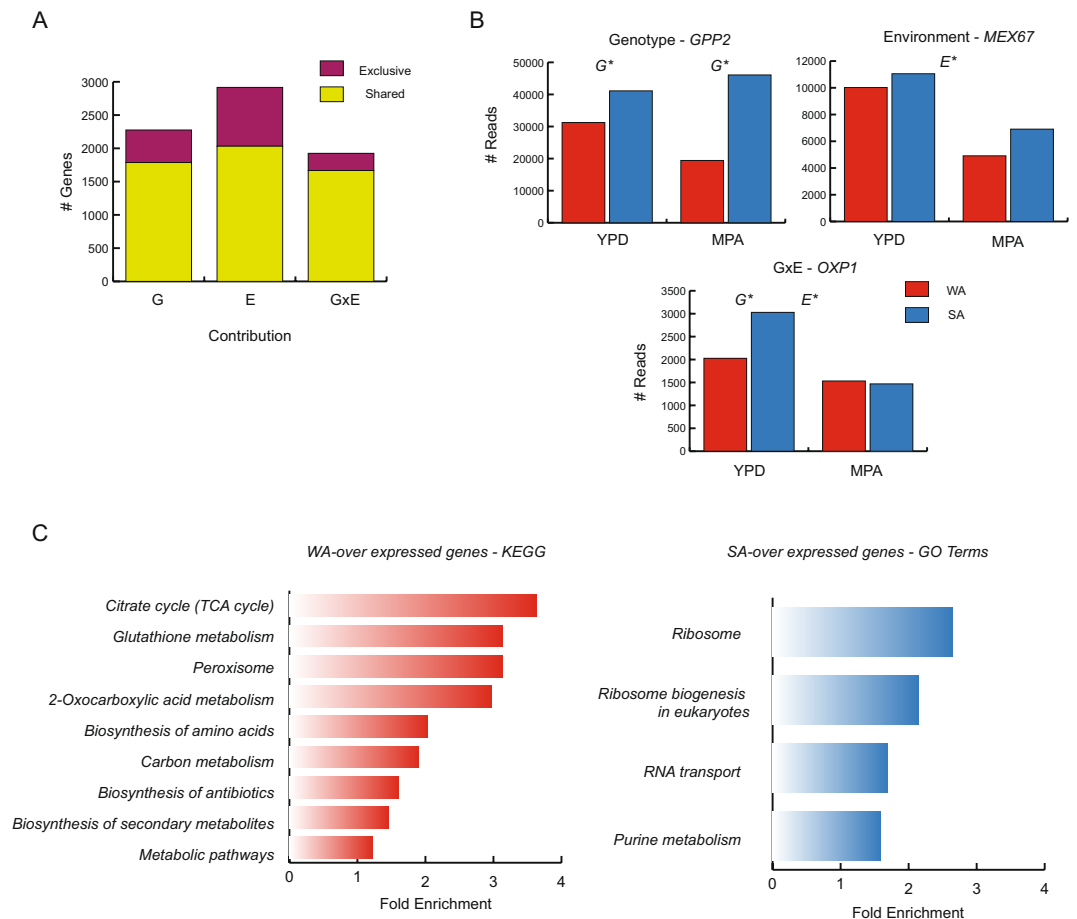 A
Exclusive
Shared
3000
2500
2000
1500
1000
500
0
# Genes
G
E
GxE
Contribution
B
Genotype - GPP2
G*
G*
50000
40000
30000
20000
10000
0
# Reads
YPD
MPA
Environment - MEX67
E*
12000
10000
8000
6000
4000
2000
0
YPD
MPA
GxE - OXP1
G*
E*
3500
3000
2500
2000
1500
1000
500
0
# Reads
YPD
MPA
WA
SA
C
WA-over expressed genes - KEGG
Citrate cycle (TCA cycle)
Glutathione metabolism
Peroxisome
2-Oxocarboxylic acid metabolism
Biosynthesis of amino acids
Carbon metabolism
Biosynthesis of antibiotics
Biosynthesis of secondary metabolites
Metabolic pathways
0 1 2 3 4
Fold Enrichment
SA-over expressed genes - GO Terms
Ribosome
Ribosome biogenesis
in eukaryotes
RNA transport
Purine metabolism
0 1 2 3 4
Fold Enrichment